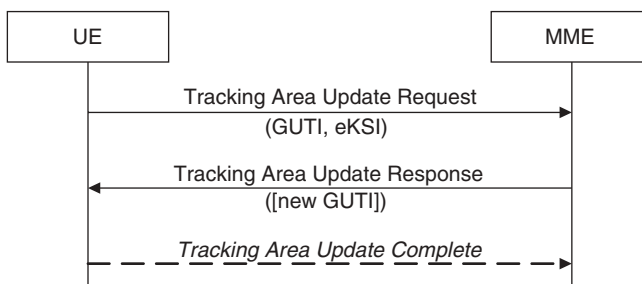 UE
MME
Tracking Area Update Request
(GUTI, eKSI)
Tracking Area Update Response
([new GUTI])
Tracking Area Update Complete